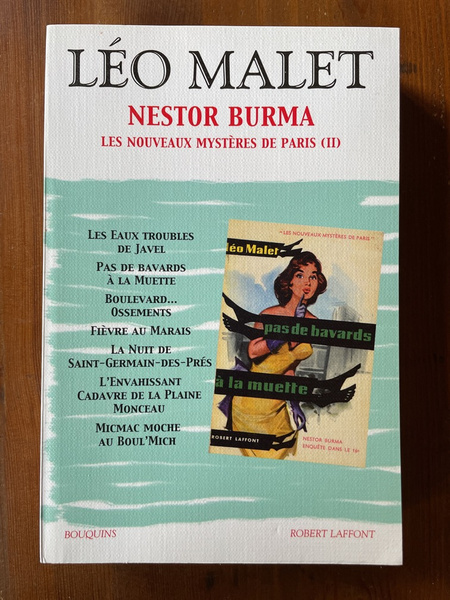 LÉO MALET
NESTOR BURMA
LES NOUVEAUX MYSTÈRES DE PARIS (II)
LES EAUX TROUBLES
DE JAVEL
PAS DE BAVARDS
À LA MUETTE
BOULEVARD...
OSSEMENTS
FIÈVRE AU MARAIS
LA NUIT DE
SAINT-GERMAIN-DES-PRÉS
L'ENVAHISSANT
CADAVRE DE LA PLAINE
MONCEAU
MICMAC MOCHE
AU BOUL'MICH
"LES NOUVEAUX MYSTÈRES DE PARIS"
léo Malet
pas de bavards
à la muette
ROBERT LAFFONT
NESTOR BURMA
ENQUÊTE DANS LE 16e
BOUQUINS
ROBERT LAFFONT